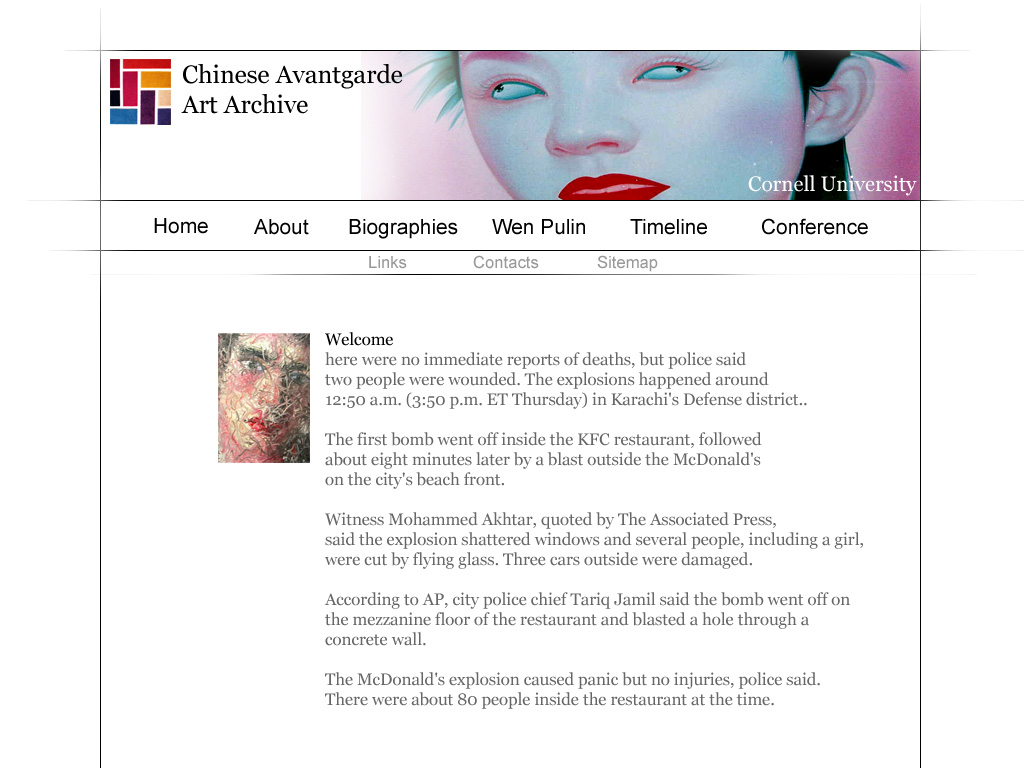 Chinese Avantgarde
Art Archive
Cornell University
Home About Biographies Wen Pulin Timeline Conference
Links Contacts Sitemap
Welcome
here were no immediate reports of deaths, but police said
two people were wounded. The explosions happened around
12:50 a.m. (3:50 p.m. ET Thursday) in Karachi's Defense district..
The first bomb went off inside the KFC restaurant, followed
about eight minutes later by a blast outside the McDonald's
on the city's beach front.
Witness Mohammed Akhtar, quoted by The Associated Press,
said the explosion shattered windows and several people, including a girl,
were cut by flying glass. Three cars outside were damaged.
According to AP, city police chief Tariq Jamil said the bomb went off on
the mezzanine floor of the restaurant and blasted a hole through a
concrete wall.
The McDonald's explosion caused panic but no injuries, police said.
There were about 80 people inside the restaurant at the time.